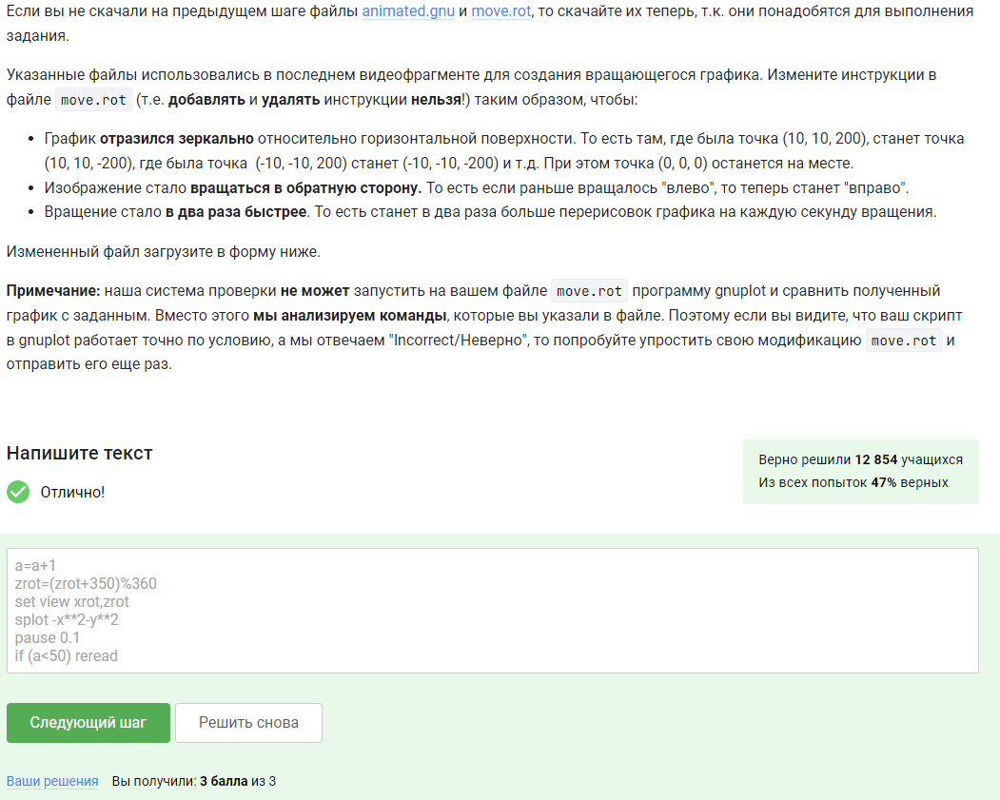 Если вы не скачали на предыдущем шаге файлы animated.gnu и move.rot, то скачайте их теперь, т.к. они понадобятся для выполнения
задания.
Указанные файлы использовались в последнем видеофрагменте для создания вращающегося графика. Измените инструкции в
файле move.rot (т.е. добавлять и удалять инструкции нельзя!) таким образом, чтобы:
• График отразился зеркально относительно горизонтальной поверхности. То есть там, где была точка (10, 10, 200), станет точка
(10, 10, -200), где была точка (-10, -10, 200) станет (-10, -10, -200) и т.д. При этом точка (0, 0, 0) останется на месте.
• Изображение стало вращаться в обратную сторону. То есть если раньше вращалось "влево", то теперь станет "вправо".
• Вращение стало в два раза быстрее. То есть станет в два раза больше перерисовок графика на каждую секунду вращения.
Измененный файл загрузите в форму ниже.
Примечание: наша система проверки не может запустить на вашем файле move.rot программу gnuplot и сравнить полученный
график с заданным. Вместо этого мы анализируем команды, которые вы указали в файле. Поэтому если вы видите, что ваш скрипт
в gnuplot работает точно по условию, а мы отвечаем "Incorrect/Неверно", то попробуйте упростить свою модификацию move.rot и
отправить его еще раз.
Напишите текст
Верно решили 12 854 учащихся
Из всех попыток 47% верных
Отлично!
a=a+1
zrot=(zrot+350)%360
set view xrot,zrot
splot -x**2-y**2
pause 0.1
if (a<50) reread
Следующий шаг
Решить снова
Ваши решения Вы получили: 3 балла из 3